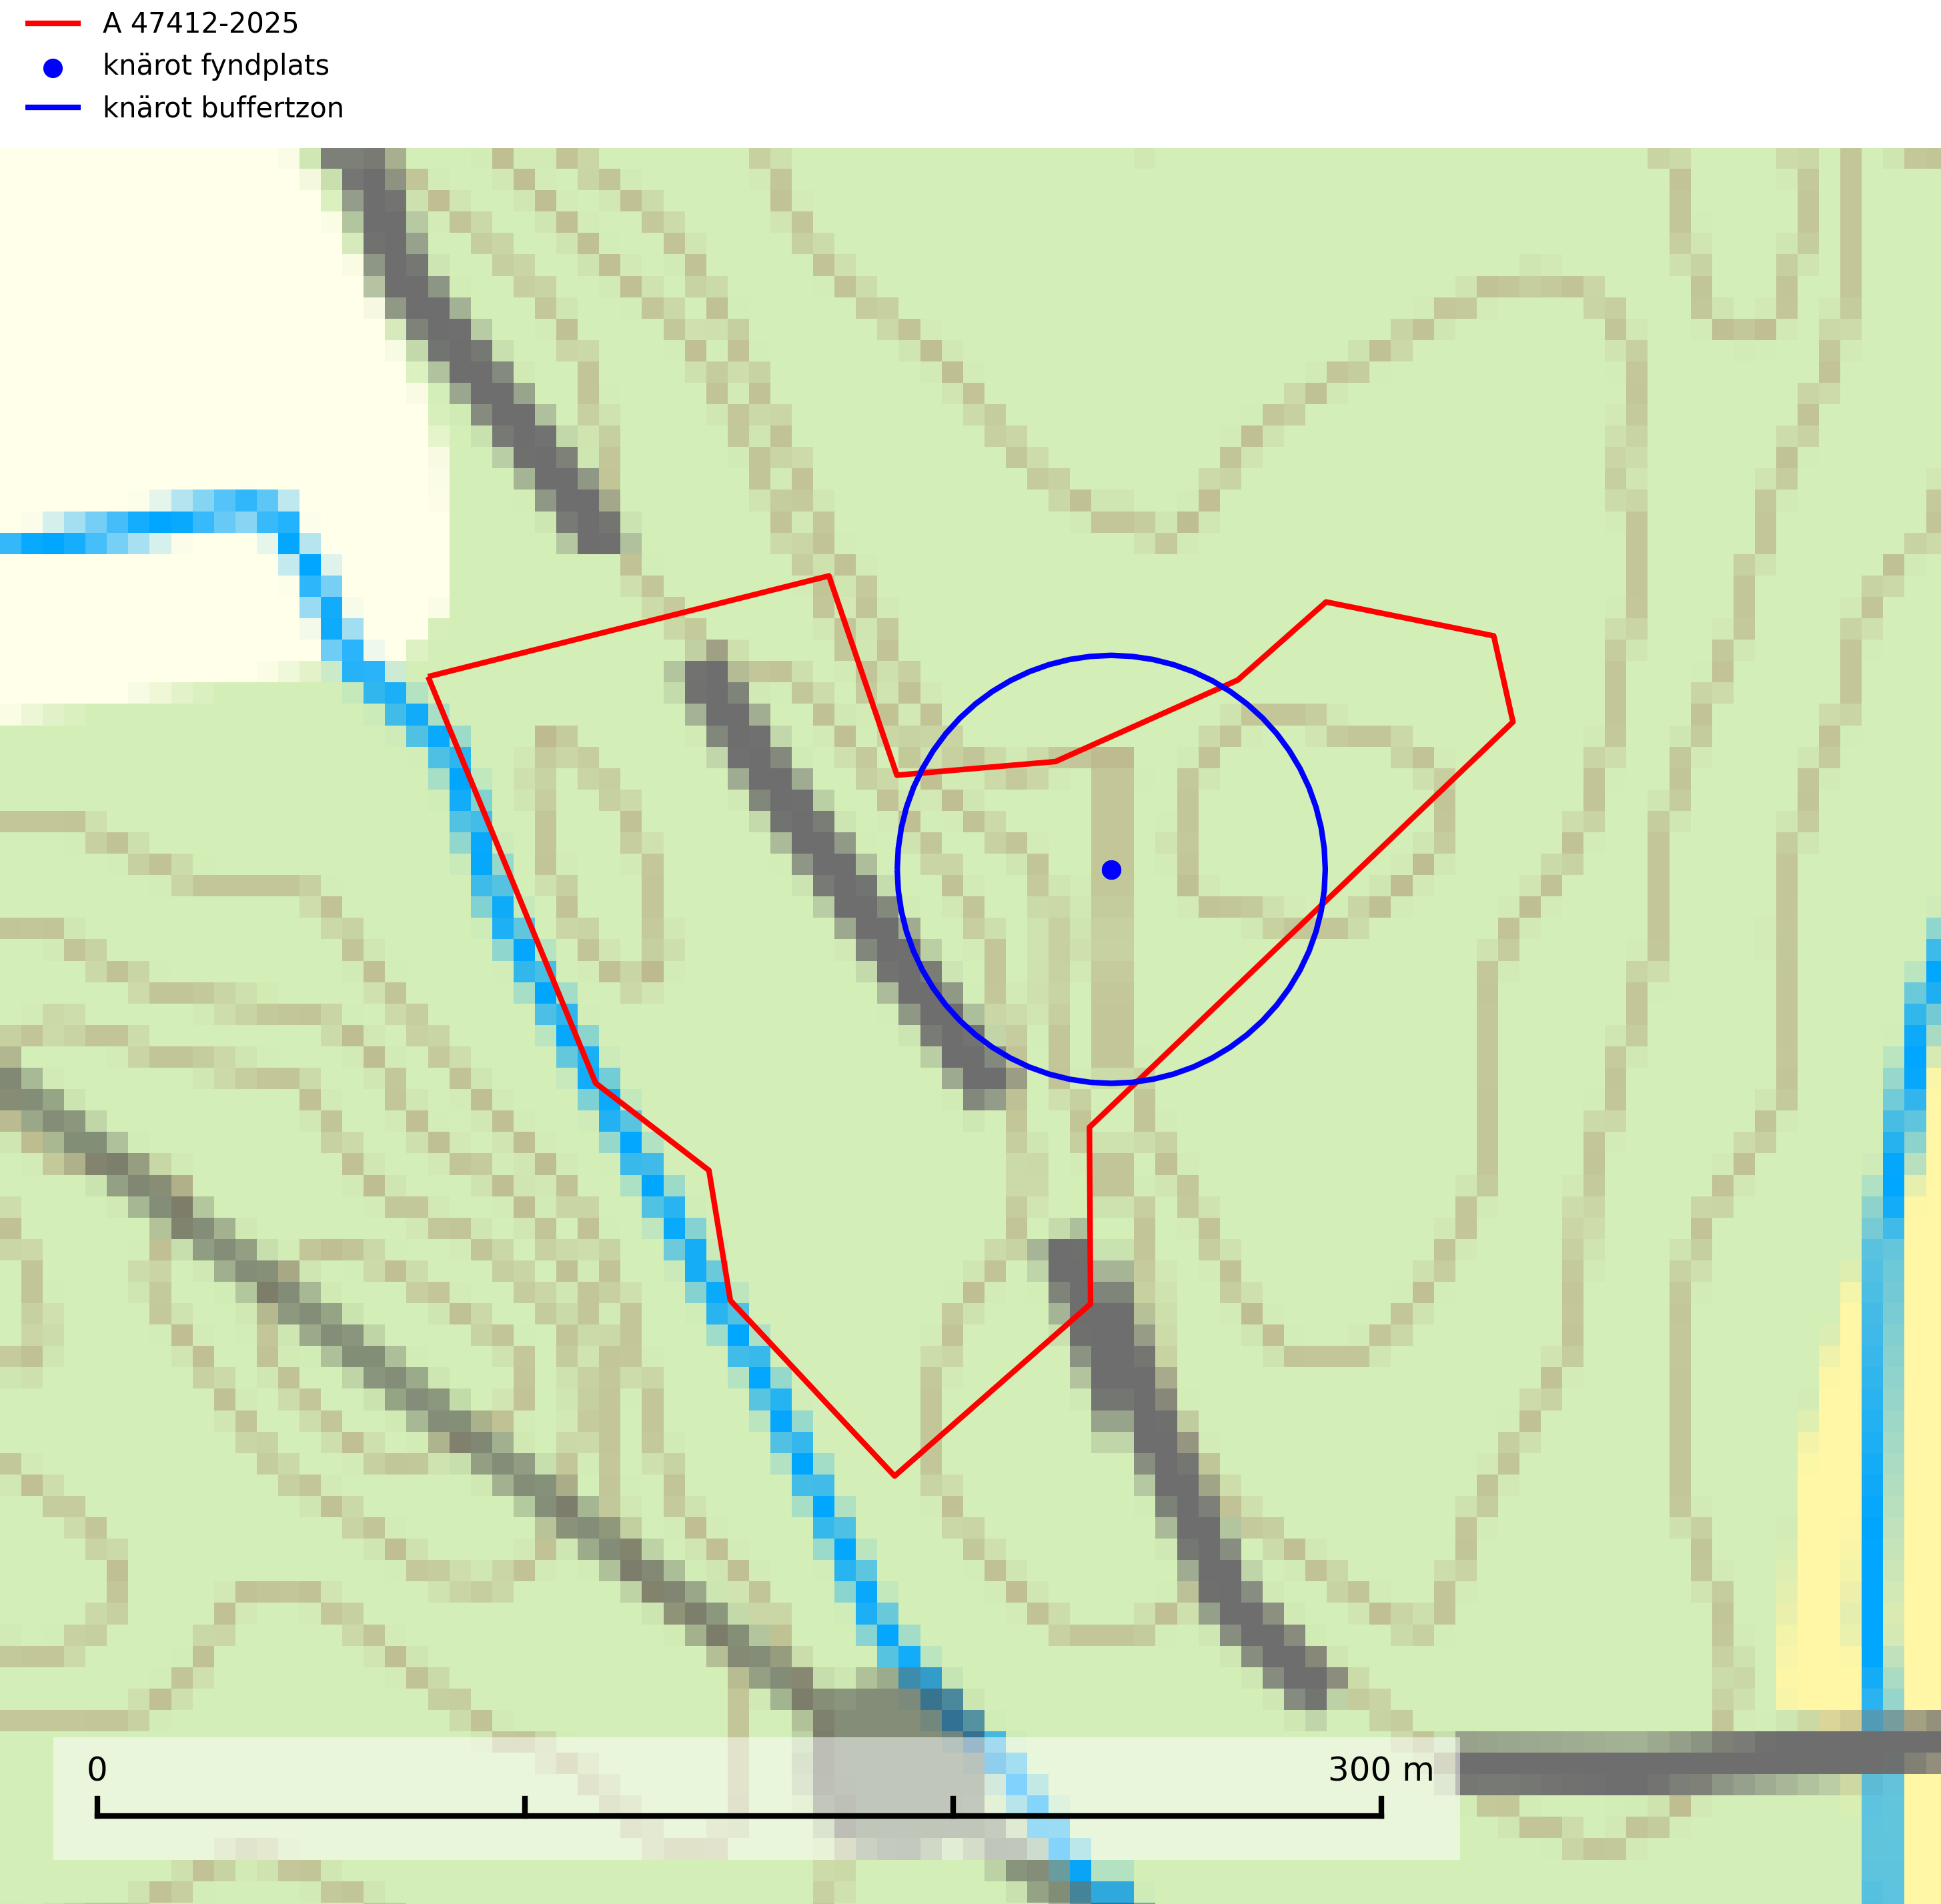 A 47412-2025
knärot fyndplats
knärot buffertzon
0
300 m